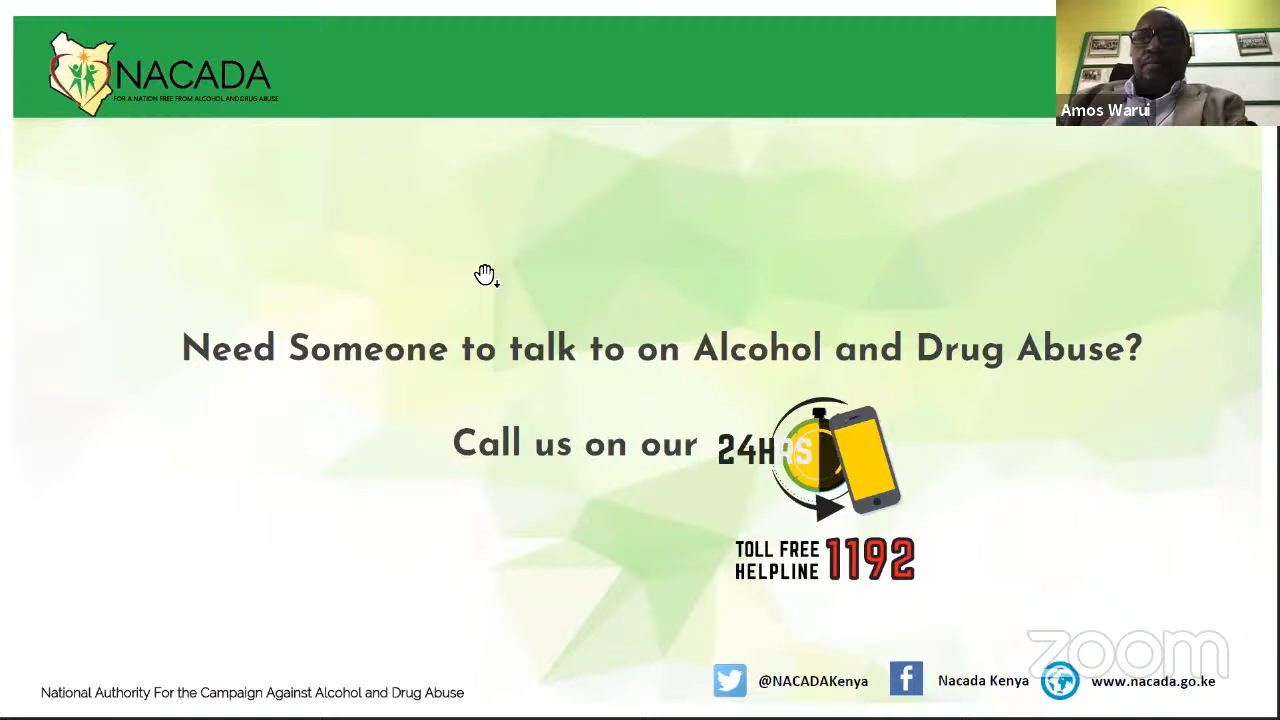 NACADA
FOR A NATION FREE FROM ALCOHOL AND DRUG ABUSE
Amos Warui
Need Someone to talk to on Alcohol and Drug Abuse?
Call us on our 24HRS
TOLL FREE
HELPLINE 1192
zoom
National Authority For the Campaign Against Alcohol and Drug Abuse
@NACADAKenya
Nacada Kenya
www.nacada.go.ke